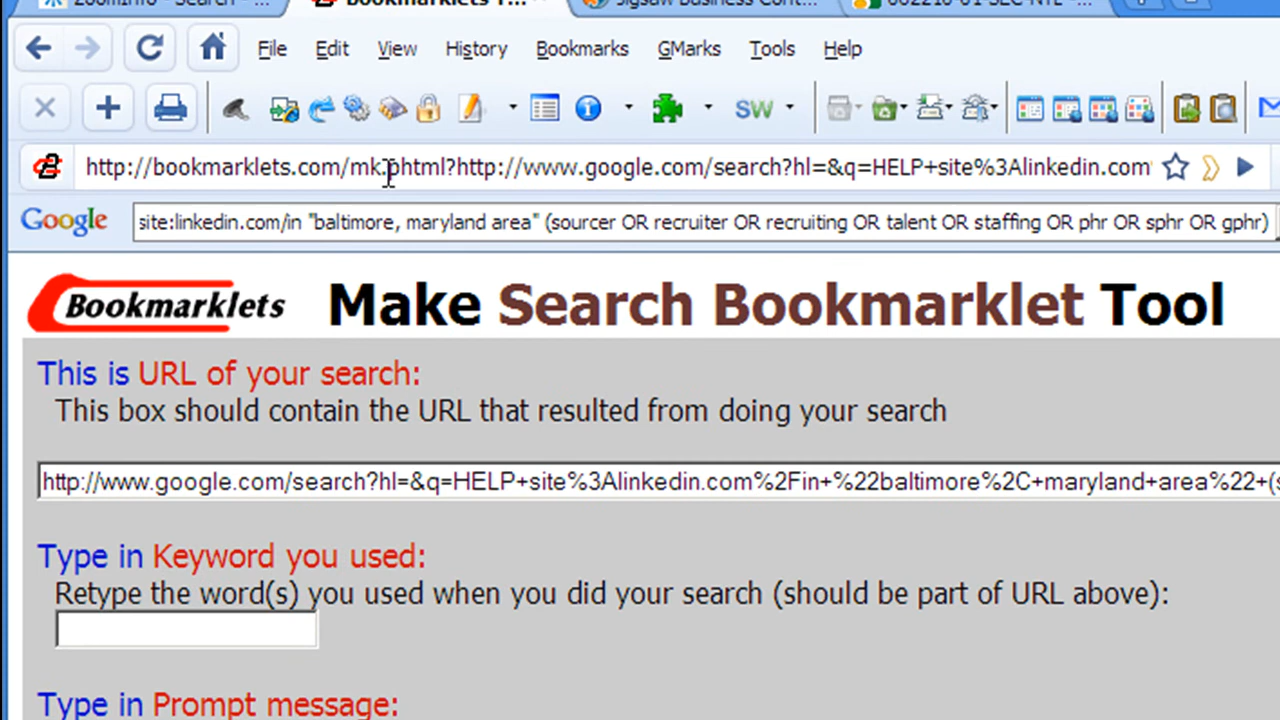 ZoomInfo - Search - ...
Bookmarklets T...
Jigsaw Business Cont...
File Edit View History Bookmarks GMarks Tools Help
SW
http://bookmarklets.com/mk.phtml?http://www.google.com/search?hl=&q=HELP+site%3Alinkedin.com
Google site:linkedin.com/in "baltimore, maryland area" (sourcer OR recruiter OR recruiting OR talent OR staffing OR phr OR sphr OR gphr)
Bookmarklets Make Search Bookmarklet Tool
This is URL of your search:
This box should contain the URL that resulted from doing your search
http://www.google.com/search?hl=&q=HELP+site%3Alinkedin.com%2Fin+%22baltimore%2C+maryland+area%22+(s
Type in Keyword you used:
Retype the word(s) you used when you did your search (should be part of URL above):
Type in Prompt message: